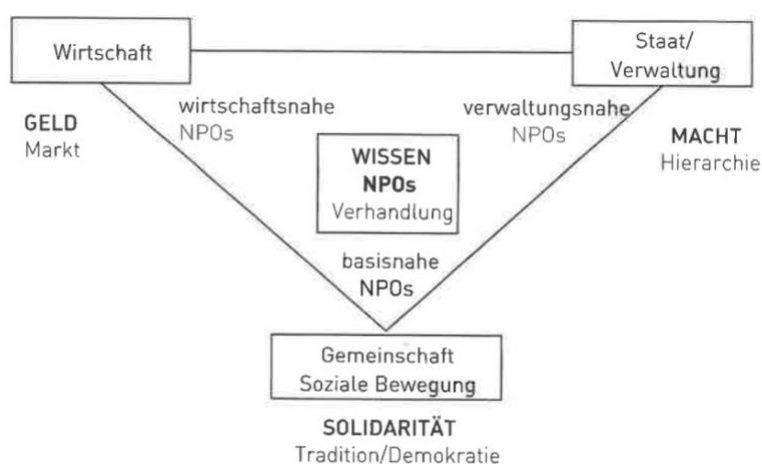 Wirtschaft
Staat/
Verwaltung
wirtschaftsnahe
NPOs
verwaltungsnahe
NPOs
GELD
Markt
MACHT
Hierarchie
WISSEN
NPOs
Verhandlung
basisnahe
NPOs
Gemeinschaft
Soziale Bewegung
SOLIDARITÄT
Tradition/Demokratie